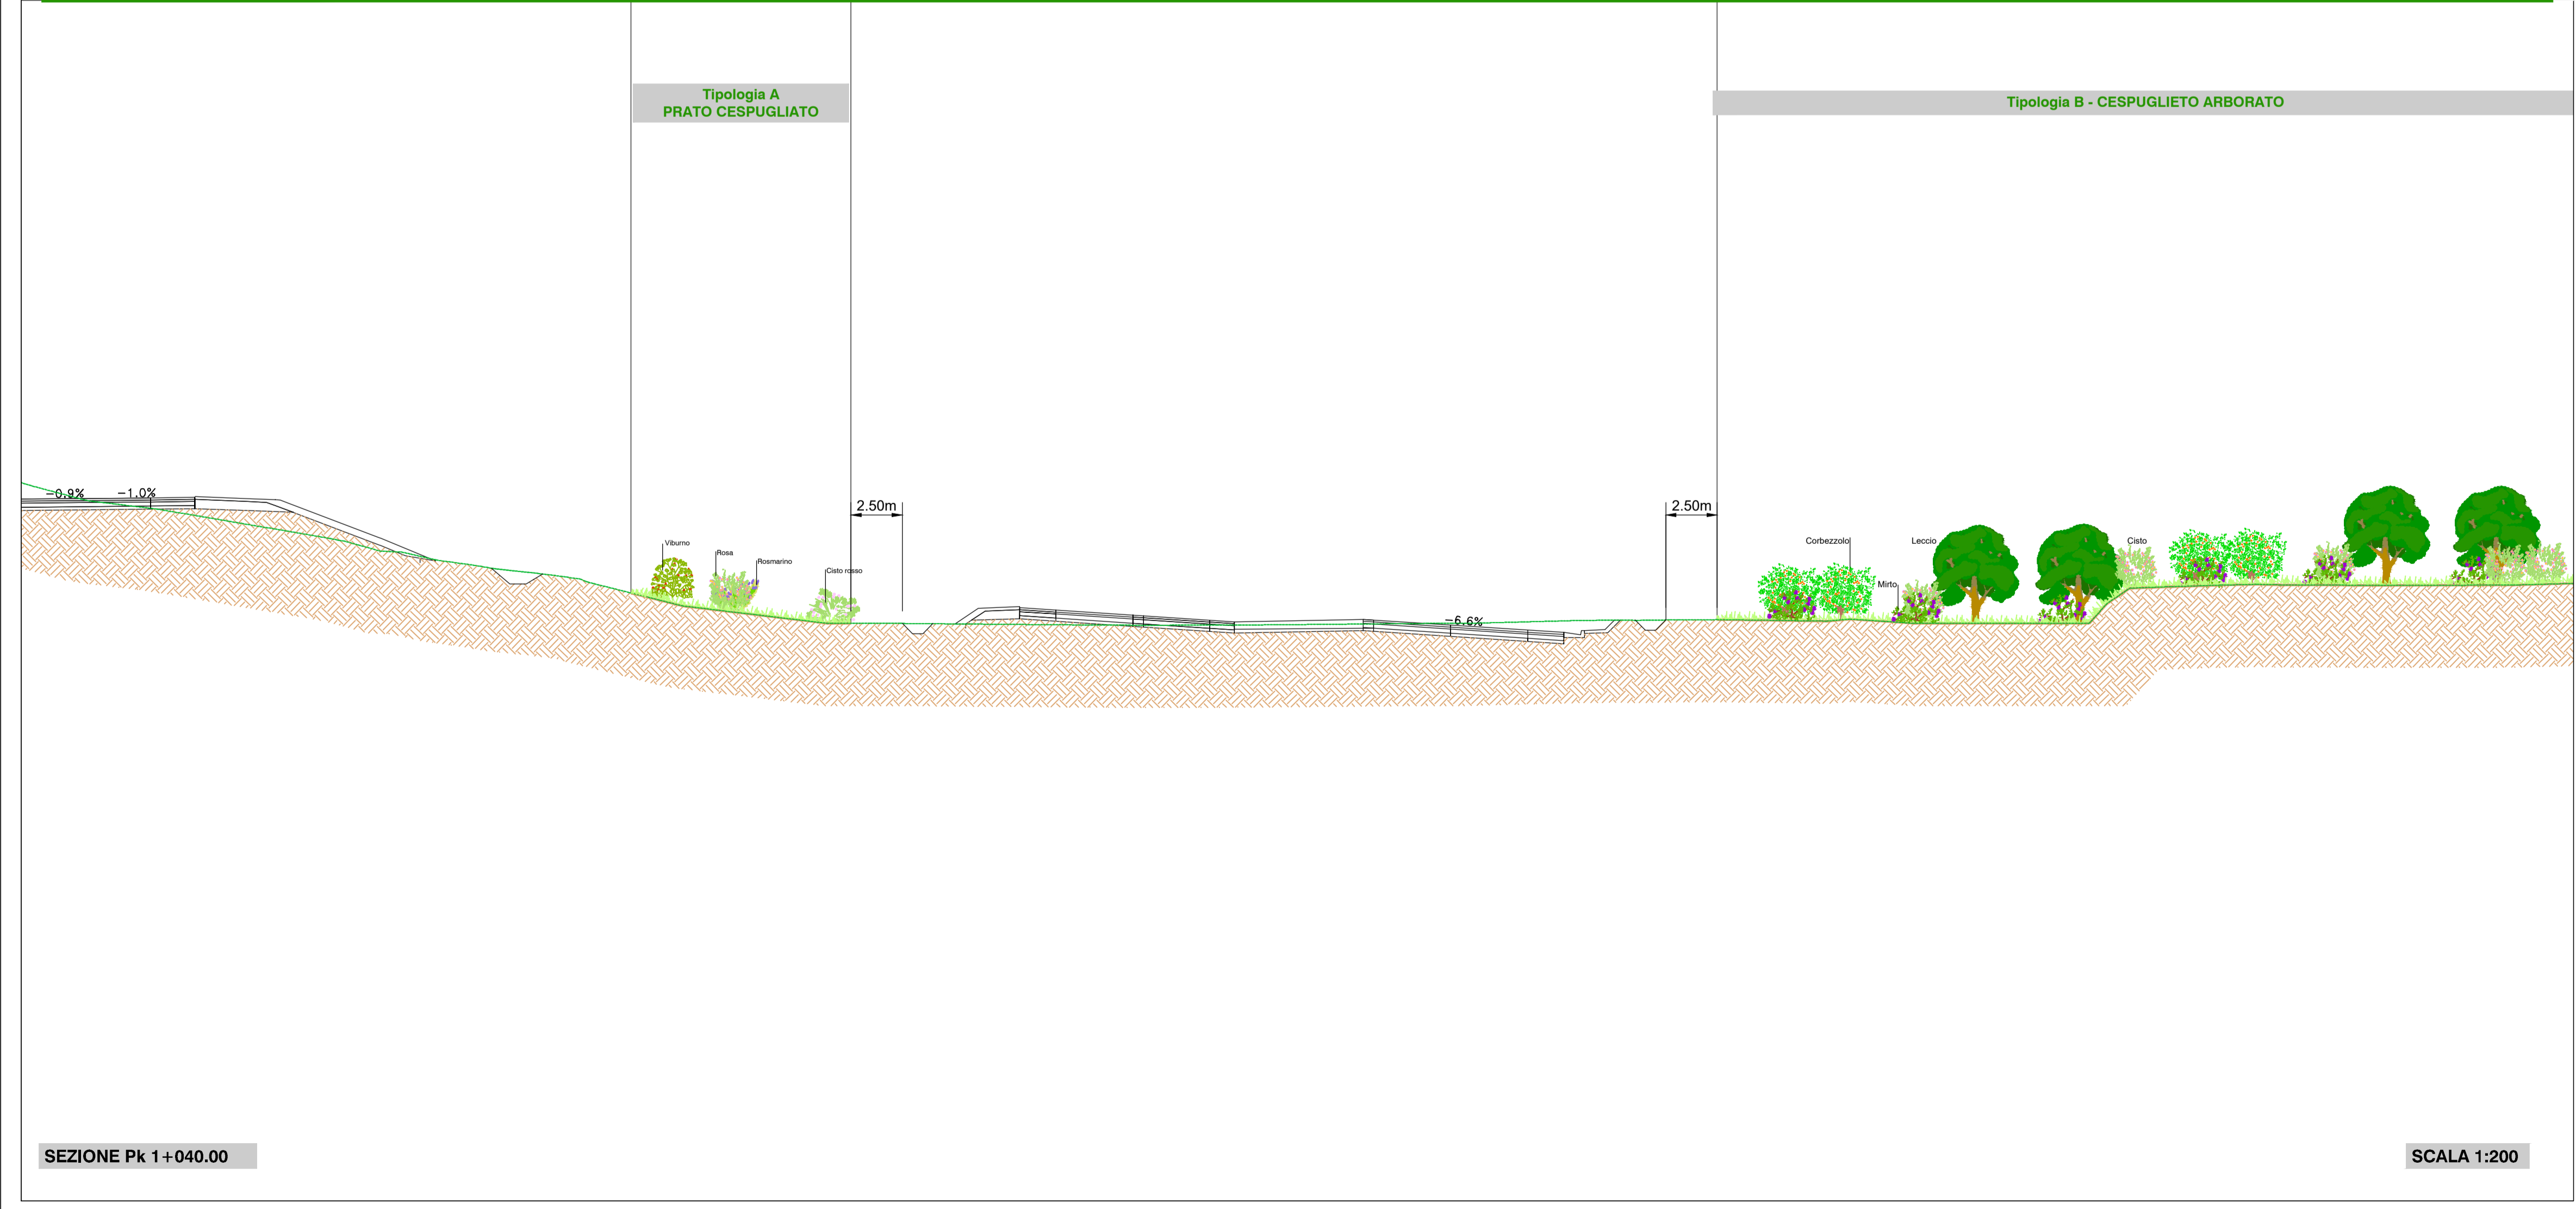 Tipologia A
PRATO CESPUGLIATO
Tipologia B - CESPUGLIETO ARBORATO
−0.9%
−1.0%
2.50m
2.50m
Viburno
Rosa
Rosmarino
Cisto rosso
Corbezzolo
Leccio
Cisto
Mirto
−6.6%
SEZIONE Pk 1+040.00
SCALA 1:200